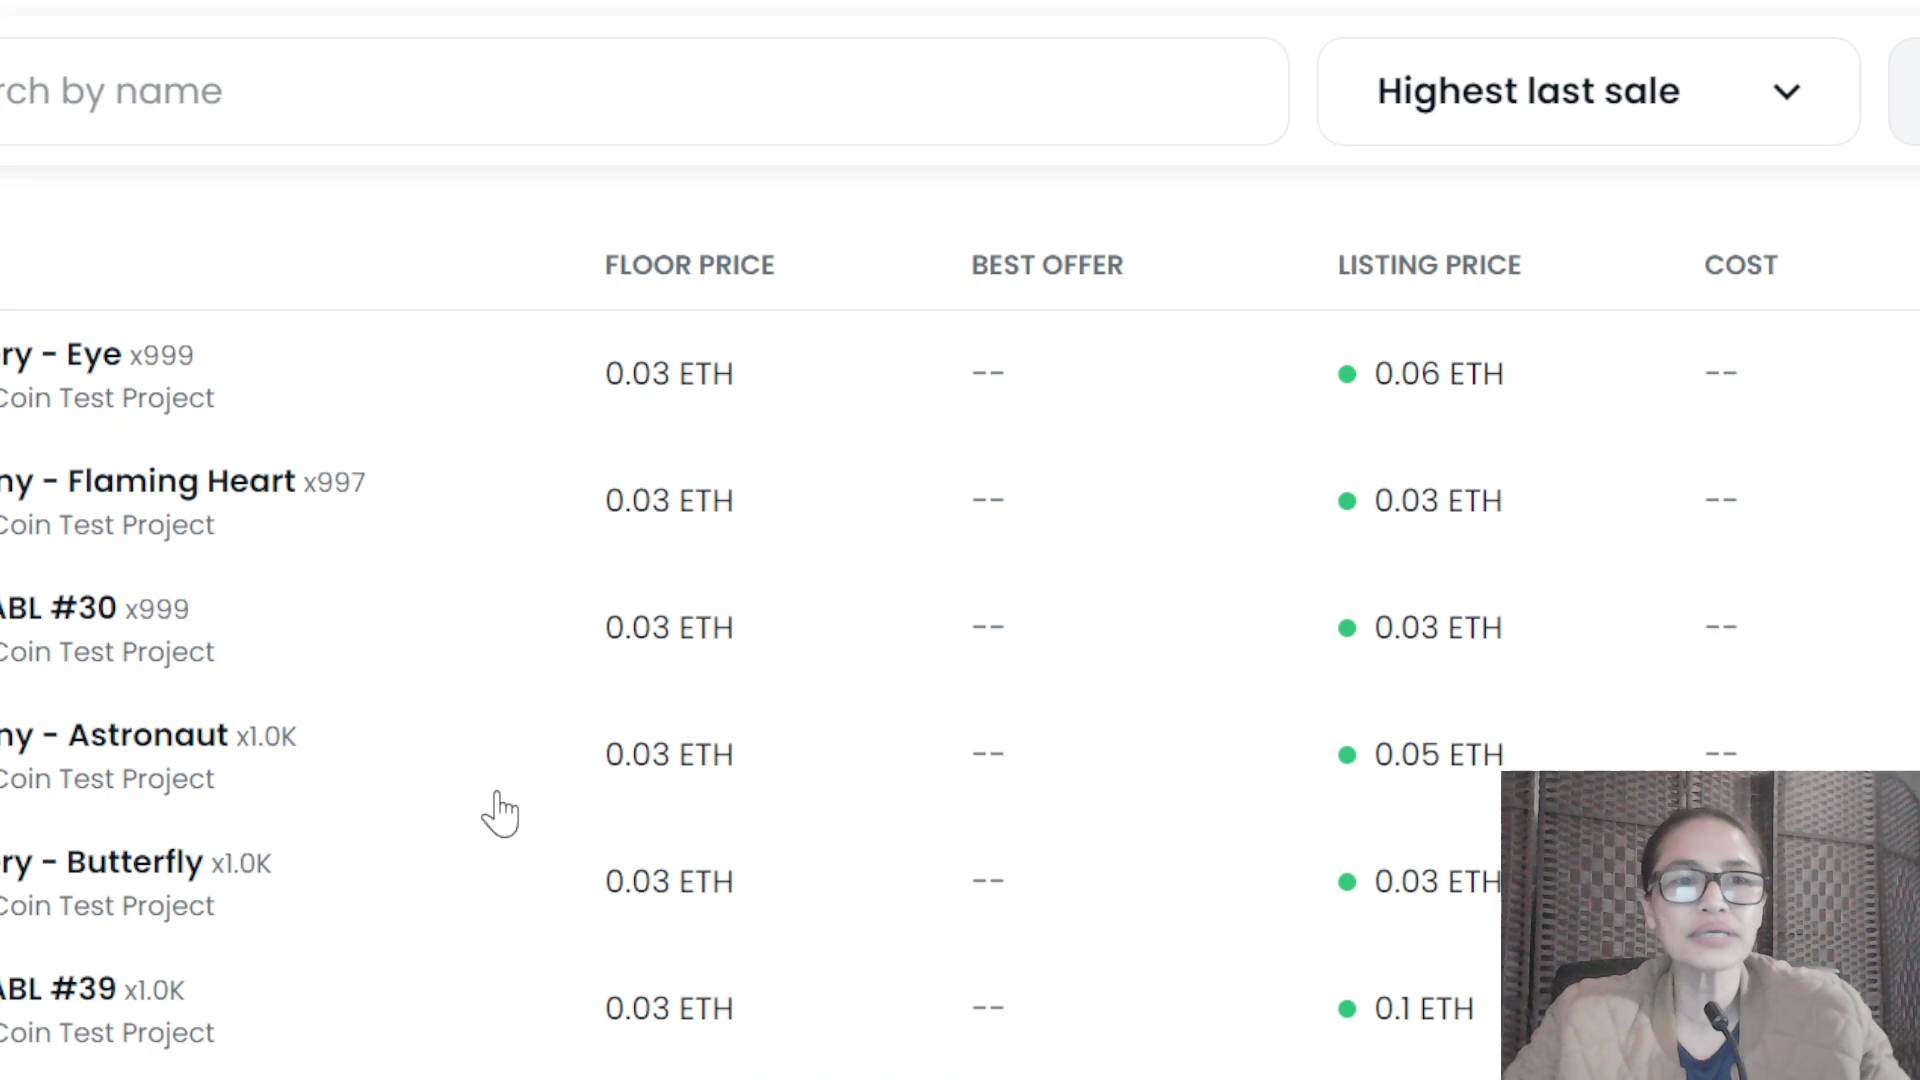 rch by name
Highest last sale
FLOOR PRICE BEST OFFER LISTING PRICE COST
ry - Eye x999
Coin Test Project
0.03 ETH -- 0.06 ETH --
ny - Flaming Heart x997
Coin Test Project
0.03 ETH -- 0.03 ETH --
ABL #30 x999
Coin Test Project
0.03 ETH -- 0.03 ETH --
ny - Astronaut x1.0K
Coin Test Project
0.03 ETH -- 0.05 ETH --
ry - Butterfly x1.0K
Coin Test Project
0.03 ETH -- 0.03 ETH
ABL #39 x1.0K
Coin Test Project
0.03 ETH -- 0.1 ETH